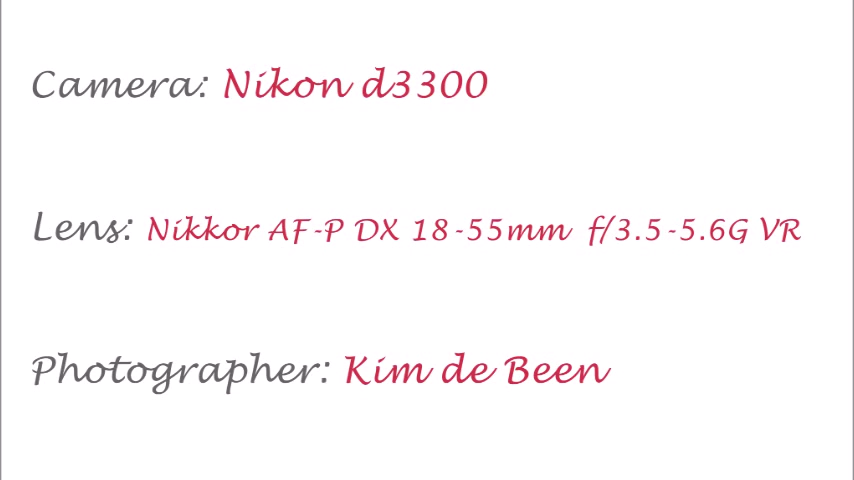 Camera: Nikon d3300
Lens: Nikkor AF-P DX 18-55mm f/3.5-5.6G VR
Photographer: Kim de Been